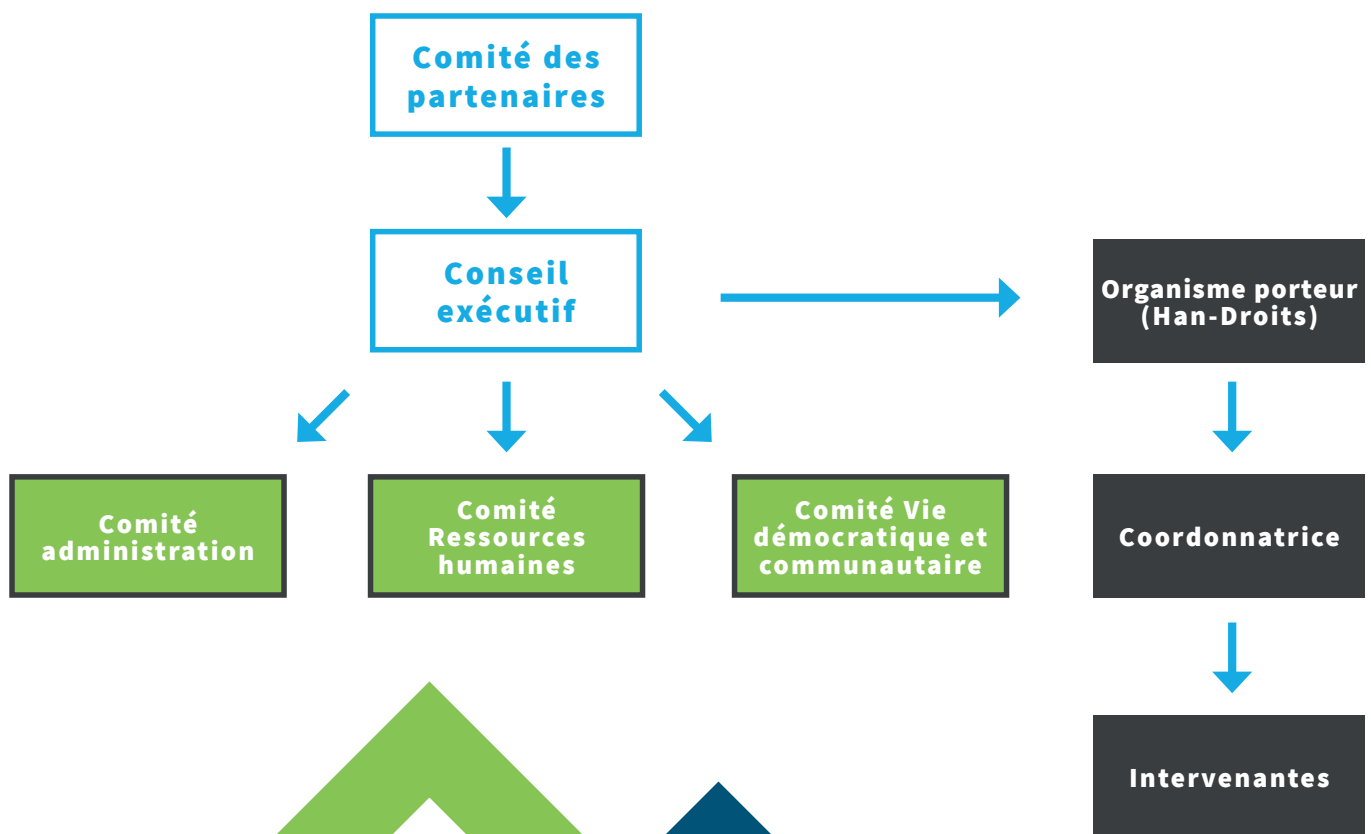 Comité des
partenaires
Conseil
exécutif
Organisme porteur
(Han-Droits)
Comité
administration
Comité
Ressources
humaines
Comité Vie
démocratique et
communautaire
Coordonnatrice
Intervenantes